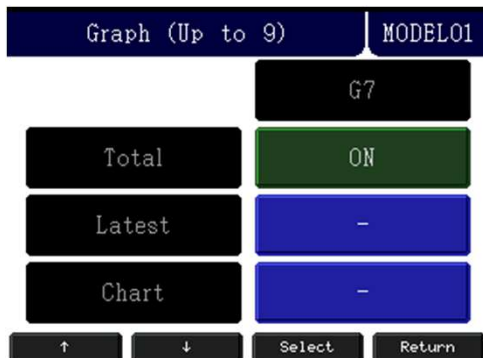 Graph (Up to 9) MODEL01
G7
Total ON
Latest -
Chart -
↑ ↓ Select Return